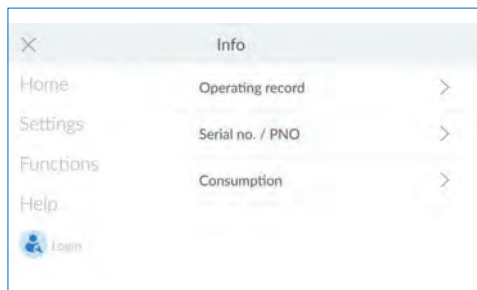 Info
Home
Settings
Functions
Help
Login
Operating record
Serial no. / PNO
Consumption